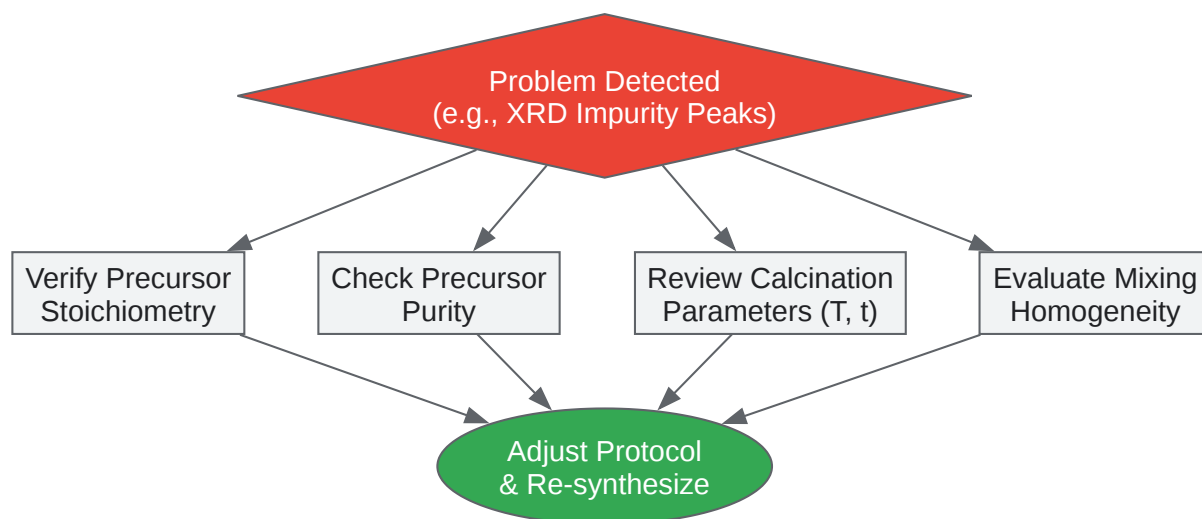 Problem Detected
(e.g., XRD Impurity Peaks)
Verify Precursor
Stoichiometry
Check Precursor
Purity
Review Calcination
Parameters (T, t)
Evaluate Mixing
Homogeneity
Adjust Protocol
& Re-synthesize